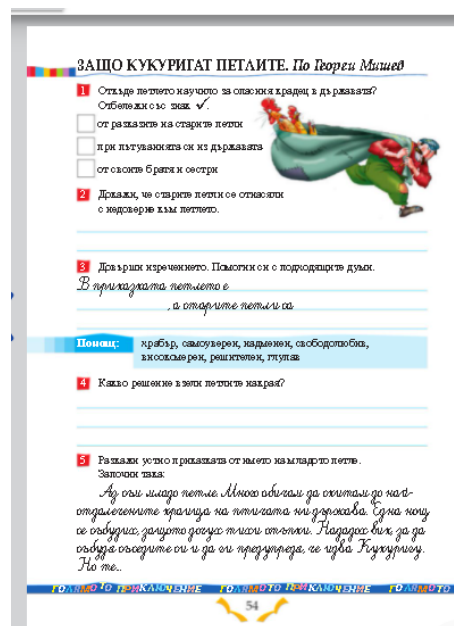 ЗАЩО КУКУРИГАТ ПЕТЛИТЕ. По Георги Мишев
1 Откъде петлето научило за опасния крадец в държавата?
Отбележи със знак ✓.
от разказите на старите петли
при пътуванията си из държавата
от своите братя и сестри
2 Докажи, че старите петли се отнасяли
с недоверие към петлето.
3 Довърши изречението. Помогни си с подходящите думи.
В приказката петлето е
, а старите петли са
Помощ: храбър, самоуверен, надменен, свободолюбив,
високомерен, решителен, глупав
4 Какво решение взели петлите накрая?
5 Разкажи устно приказката от името на младото петле.
Започни така:
Аз съм младо петле. Много обичам да скитам до най-
отдалечените краища на птичата ни държава. Една нощ
се събудих, защото дочух тихи стъпки. Нададох вик, за да
събудя съседите си и да ги предупредя, че идва Кукуригу.
Но те..
ГОЛЯМОТО ПРИКЛЮЧЕНИЕ ГОЛЯМОТО ПРИКЛЮЧЕНИЕ ГОЛЯМОТО
54